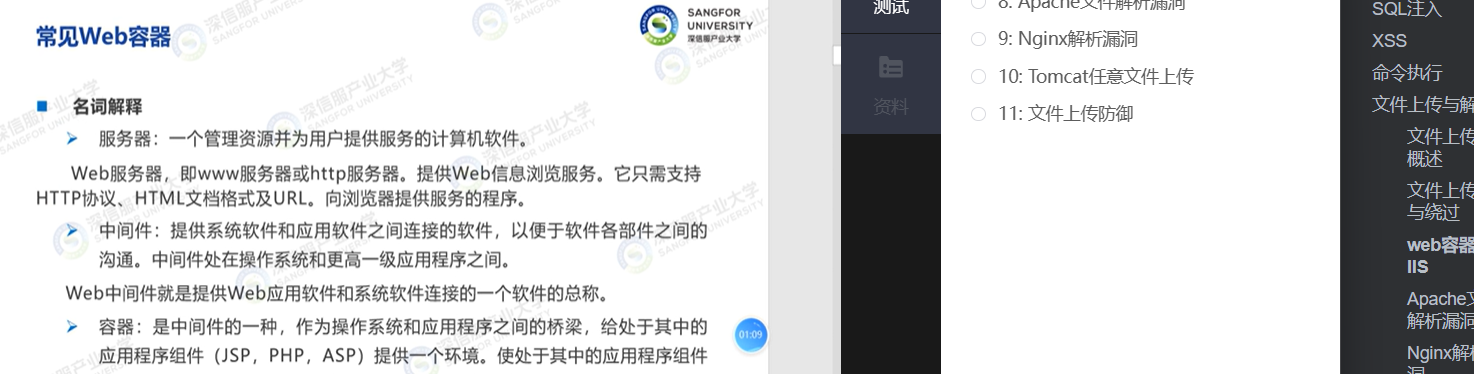 常见Web容器
SANGFOR
UNIVERSITY
深信服产业大学
名词解释
服务器：一个管理资源并为用户提供服务的计算机软件。
Web服务器，即www服务器或http服务器。提供Web信息浏览服务。它只需支持
HTTP协议、HTML文档格式及URL。向浏览器提供服务的程序。
中间件：提供系统软件和应用软件之间连接的软件，以便于软件各部件之间的
沟通。中间件处在操作系统和更高一级应用程序之间。
Web中间件就是提供Web应用软件和系统软件连接的一个软件的总称。
容器：是中间件的一种，作为操作系统和应用程序之间的桥梁，给处于其中的
应用程序组件（JSP，PHP，ASP）提供一个环境。使处于其中的应用程序组件
01:09
测试
资料
8: Apache文件解析漏洞
9: Nginx解析漏洞
10: Tomcat任意文件上传
11: 文件上传防御
SQL注入
XSS
命令执行
文件上传与解
文件上传
概述
文件上传
与绕过
web容器
IIS
Apache文
解析漏洞
Nginx解析
洞